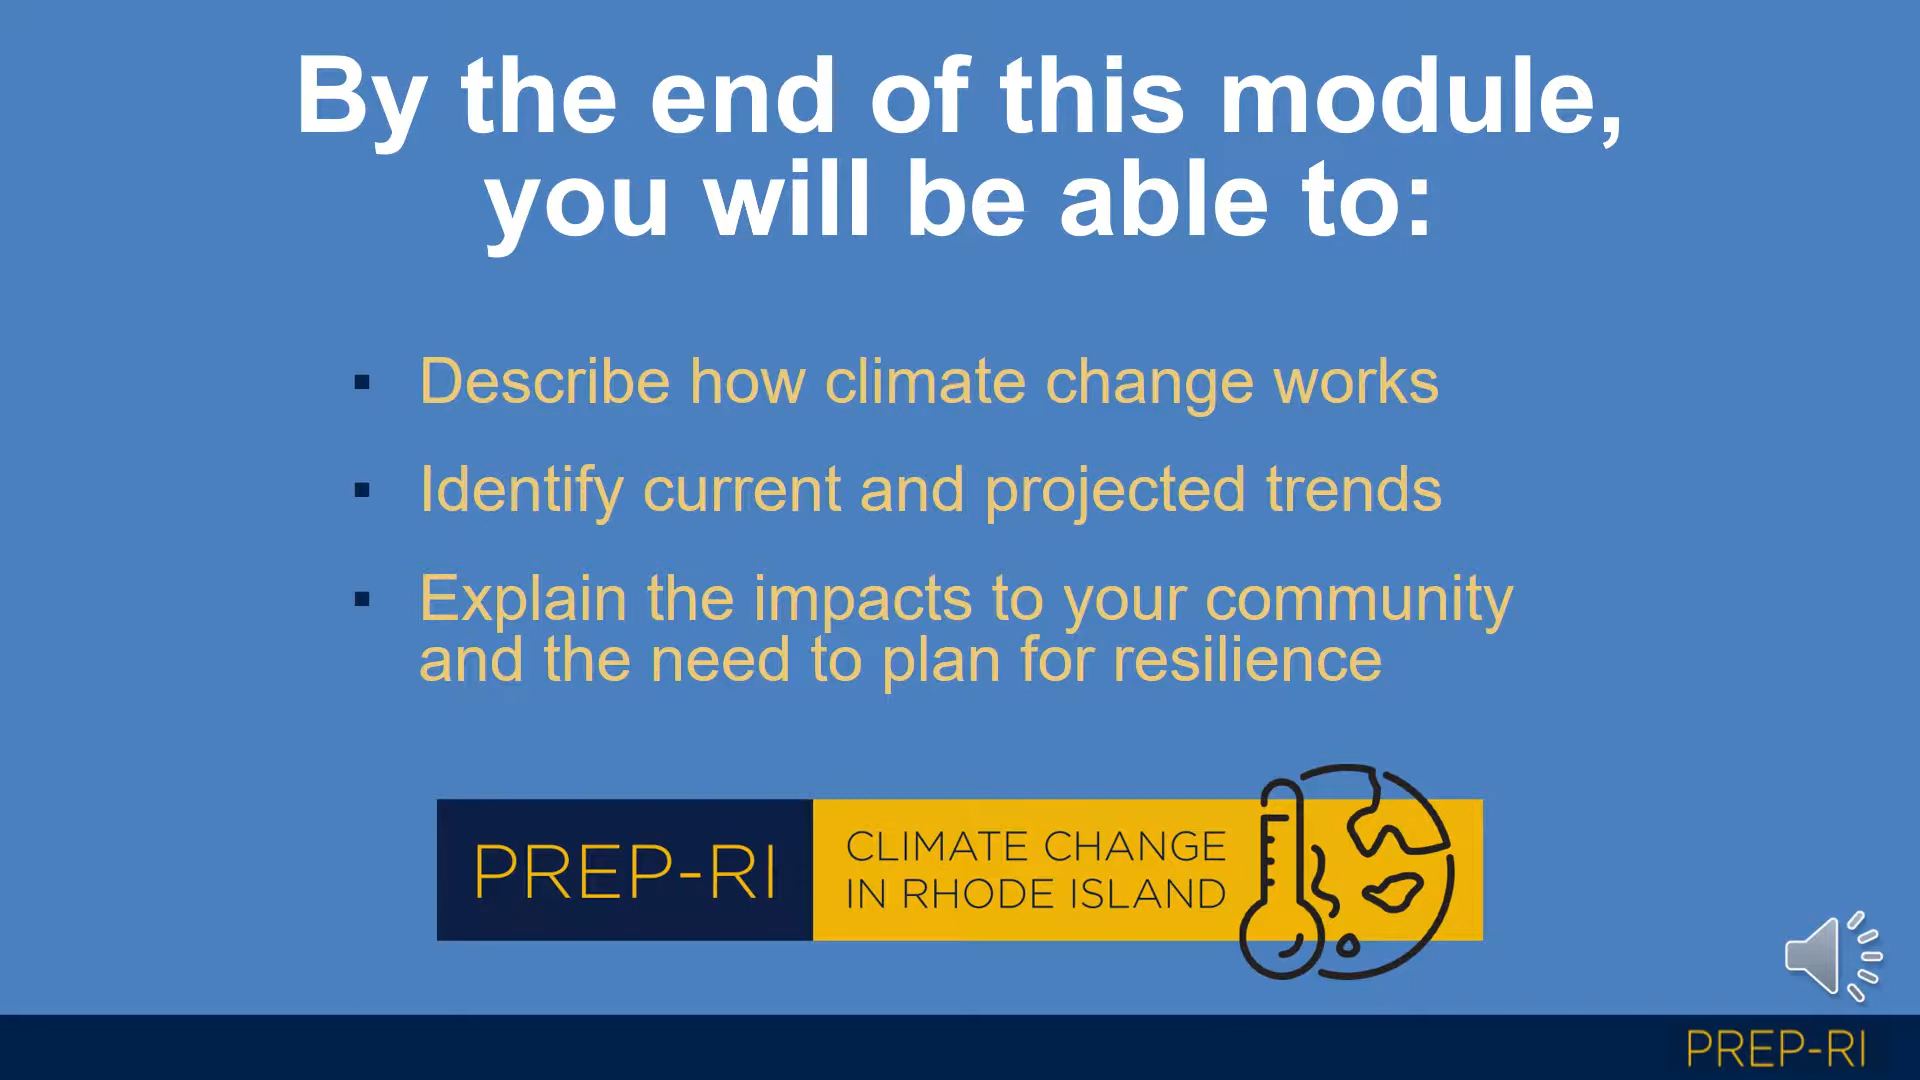 By the end of this module,
you will be able to:
▪ Describe how climate change works
▪ Identify current and projected trends
▪ Explain the impacts to your community
and the need to plan for resilience
PREP-RI
CLIMATE CHANGE
IN RHODE ISLAND
PREP-RI